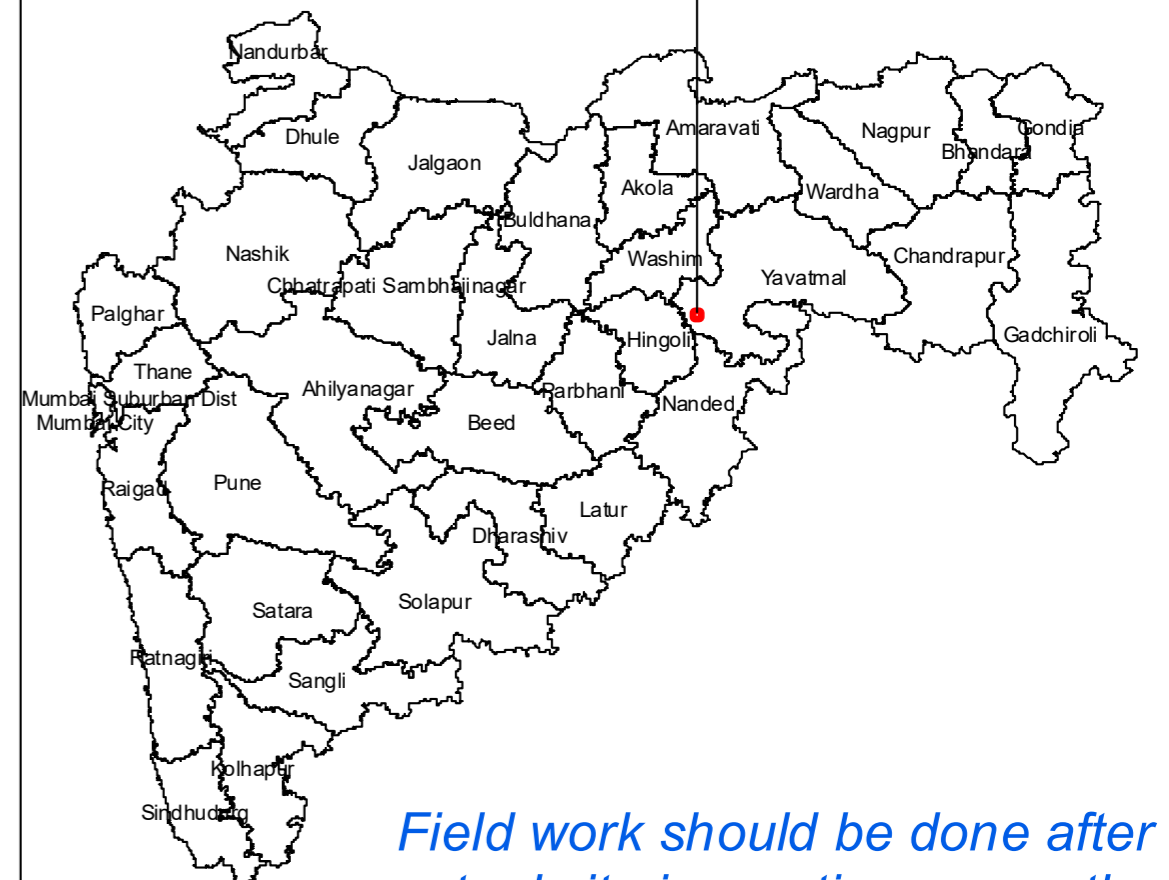 Nandurbar
Dhule
Jalgaon
Amaravati
Nagpur
Gondia
Bhandara
Akola
Wardha
Buldhana
Nashik
Washim
Chandrapur
Yavatmal
Chhatrapati Sambhajinagar
Palghar
Jalna
Hingoli
Gadchiroli
Thane
Ahilyanagar
Parbhani
Mumbai Suburban Dist
Nanded
Mumbai City
Beed
Raigad
Pune
Latur
Dharashiv
Satara
Solapur
Ratnagiri
Sangli
Kolhapur
Sindhudurg
Field work should be done after